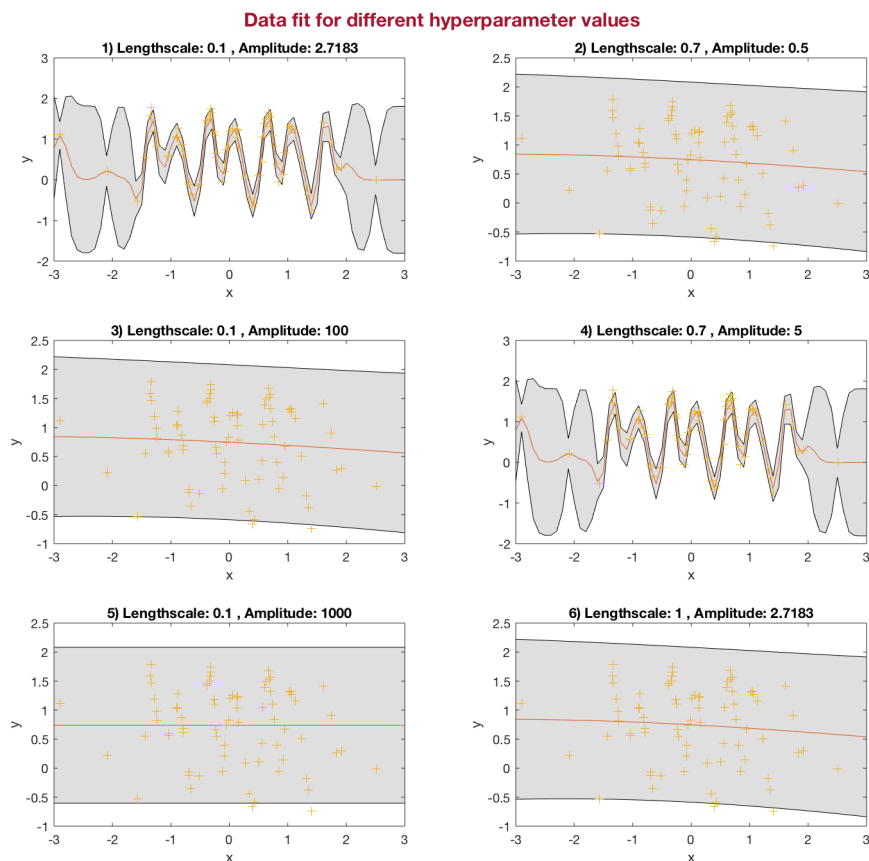 Data fit for different hyperparameter values
1) Lengthscale: 0.1 , Amplitude: 2.7183
3
2
1
0
-1
-2
y
-3 -2 -1 0 1 2 3
x
2) Lengthscale: 0.7 , Amplitude: 0.5
2.5
2
1.5
1
0.5
0
-0.5
-1
y
-3 -2 -1 0 1 2 3
x
3) Lengthscale: 0.1 , Amplitude: 100
2.5
2
1.5
1
0.5
0
-0.5
-1
y
-3 -2 -1 0 1 2 3
x
4) Lengthscale: 0.7 , Amplitude: 5
3
2
1
0
-1
-2
y
-3 -2 -1 0 1 2 3
x
5) Lengthscale: 0.1 , Amplitude: 1000
2.5
2
1.5
1
0.5
0
-0.5
-1
y
-3 -2 -1 0 1 2 3
x
6) Lengthscale: 1 , Amplitude: 2.7183
2.5
2
1.5
1
0.5
0
-0.5
-1
y
-3 -2 -1 0 1 2 3
x